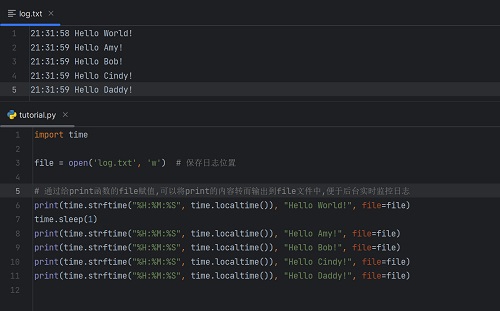 log.txt
1 21:31:58 Hello World!
2 21:31:59 Hello Amy!
3 21:31:59 Hello Bob!
4 21:31:59 Hello Cindy!
5 21:31:59 Hello Daddy!
tutorial.py
1 import time
2
3 file = open('log.txt', 'w')  # 保存日志位置
4
5 # 通过给print函数的file赋值,可以将print的内容转而输出到file文件中,便于后台实时监控日志
6 print(time.strftime("%H:%M:%S", time.localtime()), "Hello World!", file=file)
7 time.sleep(1)
8 print(time.strftime("%H:%M:%S", time.localtime()), "Hello Amy!", file=file)
9 print(time.strftime("%H:%M:%S", time.localtime()), "Hello Bob!", file=file)
10 print(time.strftime("%H:%M:%S", time.localtime()), "Hello Cindy!", file=file)
11 print(time.strftime("%H:%M:%S", time.localtime()), "Hello Daddy!", file=file)
12